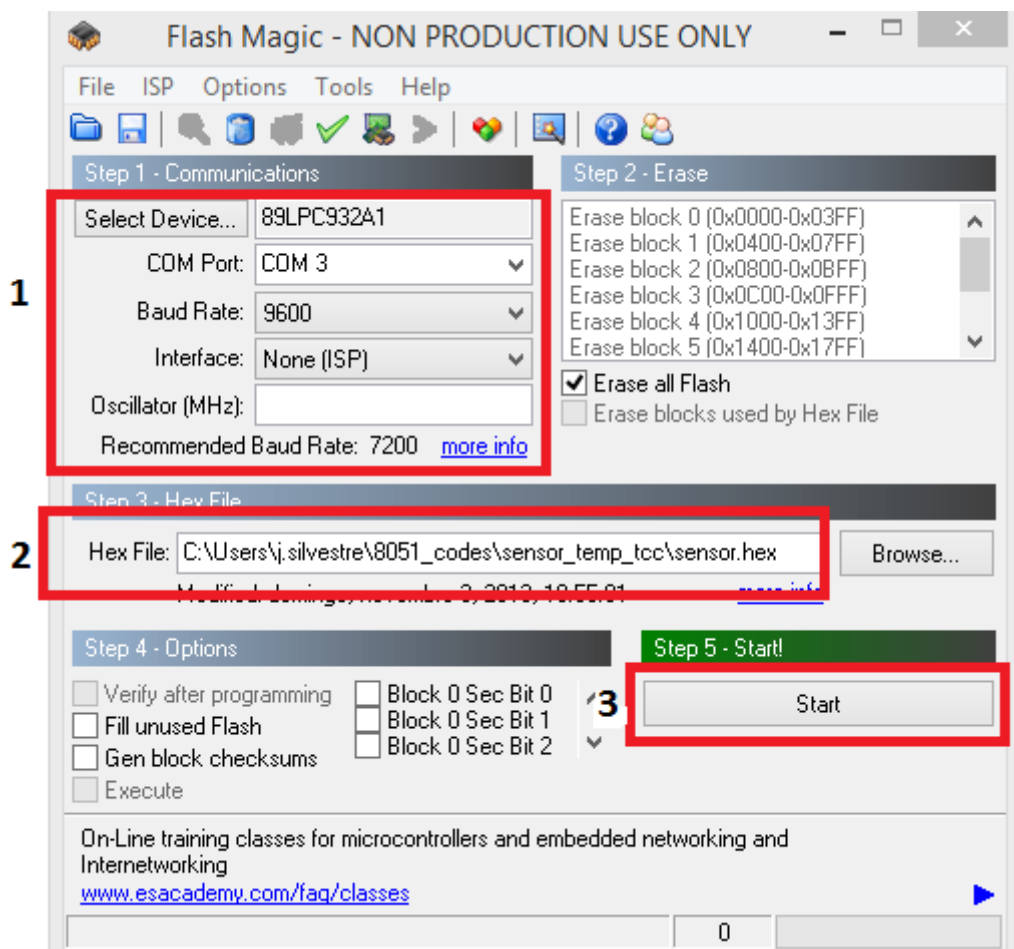 Flash Magic - NON PRODUCTION USE ONLY
File ISP Options Tools Help
Step 1 - Communications
Step 2 - Erase
1
Select Device... 89LPC932A1
COM Port: COM 3
Baud Rate: 9600
Interface: None (ISP)
Oscillator (MHz):
Recommended Baud Rate: 7200 more info
Erase block 0 (0x0000-0x03FF)
Erase block 1 (0x0400-0x07FF)
Erase block 2 (0x0800-0x0BFF)
Erase block 3 (0x0C00-0x0FFF)
Erase block 4 (0x1000-0x13FF)
Erase block 5 (0x1400-0x17FF)
Erase all Flash
Erase blocks used by Hex File
Step 3 - Hex File
2
Hex File: C:\Users\j.silvestre\8051_codes\sensor_temp_tcc\sensor.hex Browse...
more info
Step 4 - Options
Verify after programming
Fill unused Flash
Gen block checksums
Execute
Block 0 Sec Bit 0
Block 0 Sec Bit 1
Block 0 Sec Bit 2
Step 5 - Start!
3
Start
On-Line training classes for microcontrollers and embedded networking and
Internetworking
www.esacademy.com/faq/classes
0